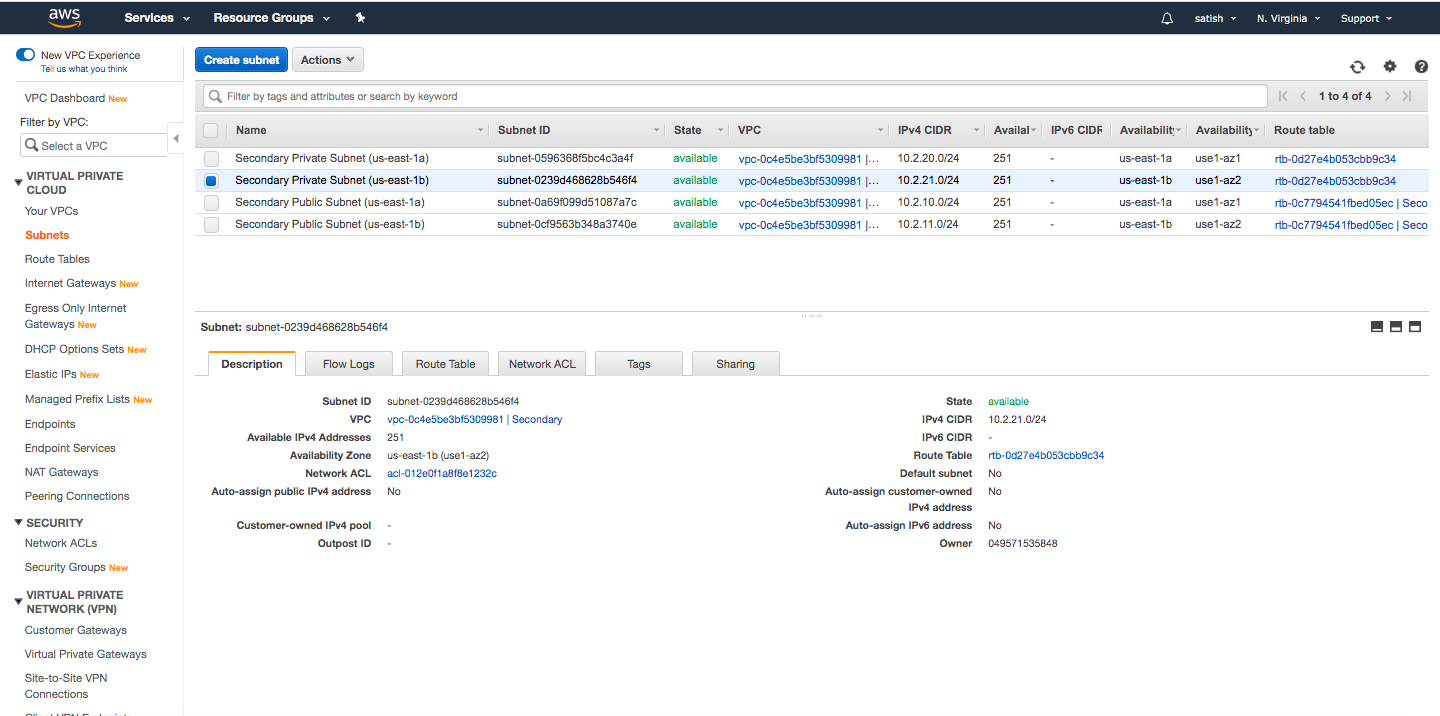 aws Services Resource Groups satish N. Virginia Support
New VPC Experience
Tell us what you think
VPC Dashboard New
Filter by VPC:
Select a VPC
VIRTUAL PRIVATE
CLOUD
Your VPCs
Subnets
Route Tables
Internet Gateways New
Egress Only Internet
Gateways New
DHCP Options Sets New
Elastic IPs New
Managed Prefix Lists New
Endpoints
Endpoint Services
NAT Gateways
Peering Connections
SECURITY
Network ACLs
Security Groups New
VIRTUAL PRIVATE
NETWORK (VPN)
Customer Gateways
Virtual Private Gateways
Site-to-Site VPN
Connections
Create subnet Actions
Filter by tags and attributes or search by keyword 1 to 4 of 4
Name Subnet ID State VPC IPv4 CIDR Availal IPv6 CIDR Availability Availability Route table
Secondary Private Subnet (us-east-1a) subnet-0596368f5bc4c3a4f available vpc-0c4e5be3bf5309981 |... 10.2.20.0/24 251 - us-east-1a use1-az1 rtb-0d27e4b053cbb9c34
Secondary Private Subnet (us-east-1b) subnet-0239d468628b546f4 available vpc-0c4e5be3bf5309981 |... 10.2.21.0/24 251 - us-east-1b use1-az2 rtb-0d27e4b053cbb9c34
Secondary Public Subnet (us-east-1a) subnet-0a69f099d51087a7c available vpc-0c4e5be3bf5309981 |... 10.2.10.0/24 251 - us-east-1a use1-az1 rtb-0c7794541fbed05ec | Seco
Secondary Public Subnet (us-east-1b) subnet-0cf9563b348a3740e available vpc-0c4e5be3bf5309981 |... 10.2.11.0/24 251 - us-east-1b use1-az2 rtb-0c7794541fbed05ec | Seco
Subnet: subnet-0239d468628b546f4
Description Flow Logs Route Table Network ACL Tags Sharing
Subnet ID subnet-0239d468628b546f4 State available
VPC vpc-0c4e5be3bf5309981 | Secondary IPv4 CIDR 10.2.21.0/24
Available IPv4 Addresses 251 IPv6 CIDR -
Availability Zone us-east-1b (use1-az2) Route Table rtb-0d27e4b053cbb9c34
Network ACL acl-012e0f1a8f8e1232c Default subnet No
Auto-assign public IPv4 address No Auto-assign customer-owned No
IPv4 address
Customer-owned IPv4 pool - Auto-assign IPv6 address No
Outpost ID - Owner 049571535848